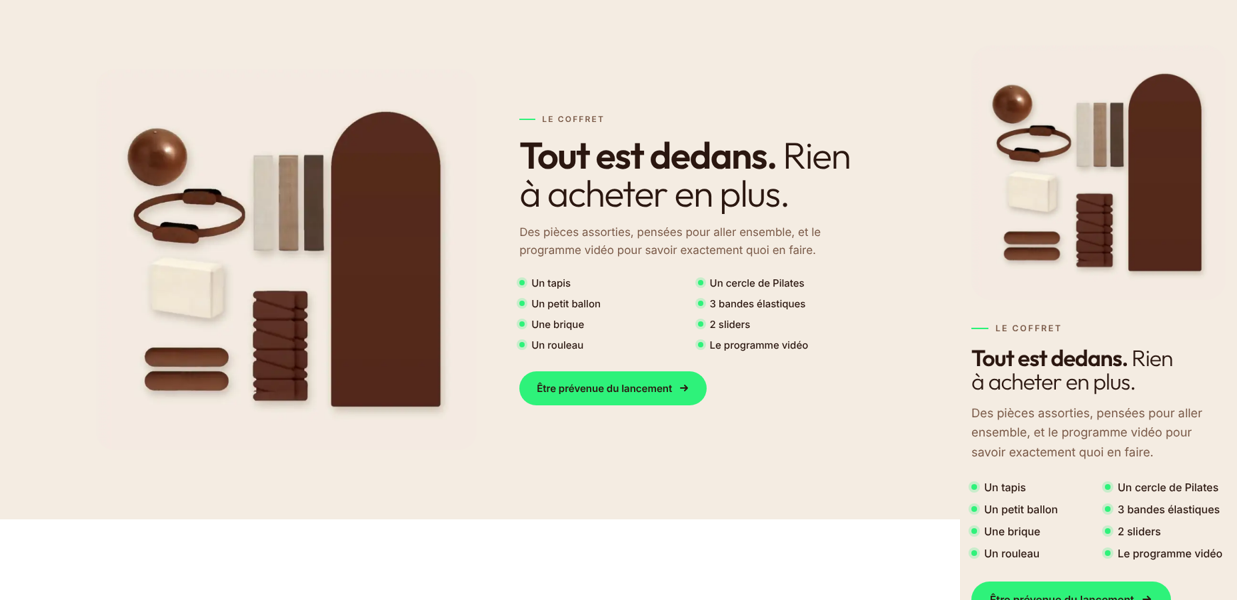 LE COFFRET
Tout est dedans. Rien
à acheter en plus.
Des pièces assorties, pensées pour aller ensemble, et le
programme vidéo pour savoir exactement quoi en faire.
Un tapis
Un cercle de Pilates
Un petit ballon
3 bandes élastiques
Une brique
2 sliders
Un rouleau
Le programme vidéo
Être prévenue du lancement →
LE COFFRET
Tout est dedans. Rien
à acheter en plus.
Des pièces assorties, pensées pour aller
ensemble, et le programme vidéo pour
savoir exactement quoi en faire.
Un tapis
Un cercle de Pilates
Un petit ballon
3 bandes élastiques
Une brique
2 sliders
Un rouleau
Le programme vidéo
Être prévenue du lancement →